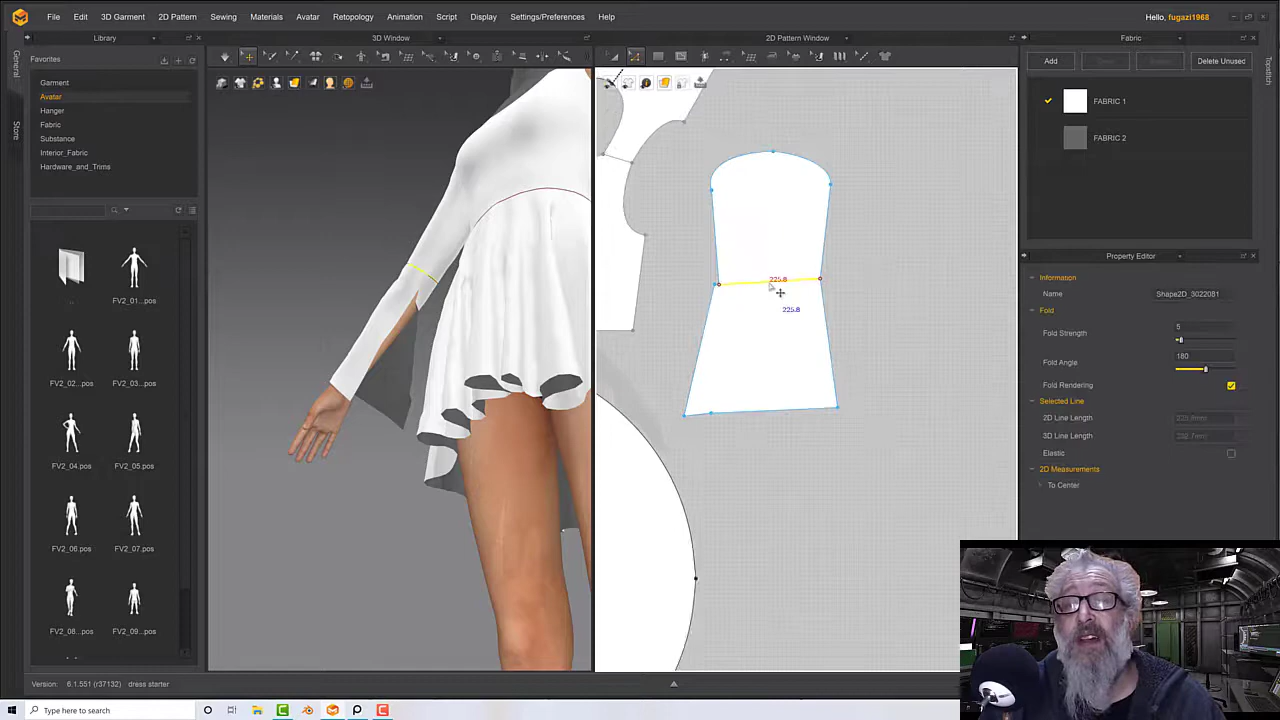 File Edit 3D Garment 2D Pattern Sewing Materials Avatar Retopology Animation Script Display Settings/Preferences Help
Hello, fugazi1968
Library
3D Window
2D Pattern Window
Fabric
General
Store
Topstitch
Favorites
Garment
Avatar
Hanger
Fabric
Substance
Interior_Fabric
Hardware_and_Trims
..
FV2_01...pos
FV2_02...pos
FV2_03...pos
FV2_04.pos
FV2_05.pos
FV2_06.pos
FV2_07.pos
FV2_08...pos
FV2_09...pos
225.8
225.8
Add
Delete Unused
FABRIC 1
FABRIC 2
Property Editor
Information
Name Shape2D_3022081
Fold
Fold Strength 5
Fold Angle 180
Fold Rendering
Selected Line
2D Line Length
3D Line Length
Elastic
2D Measurements
To Center
Version: 6.1.551 (r37132) dress starter
Type here to search